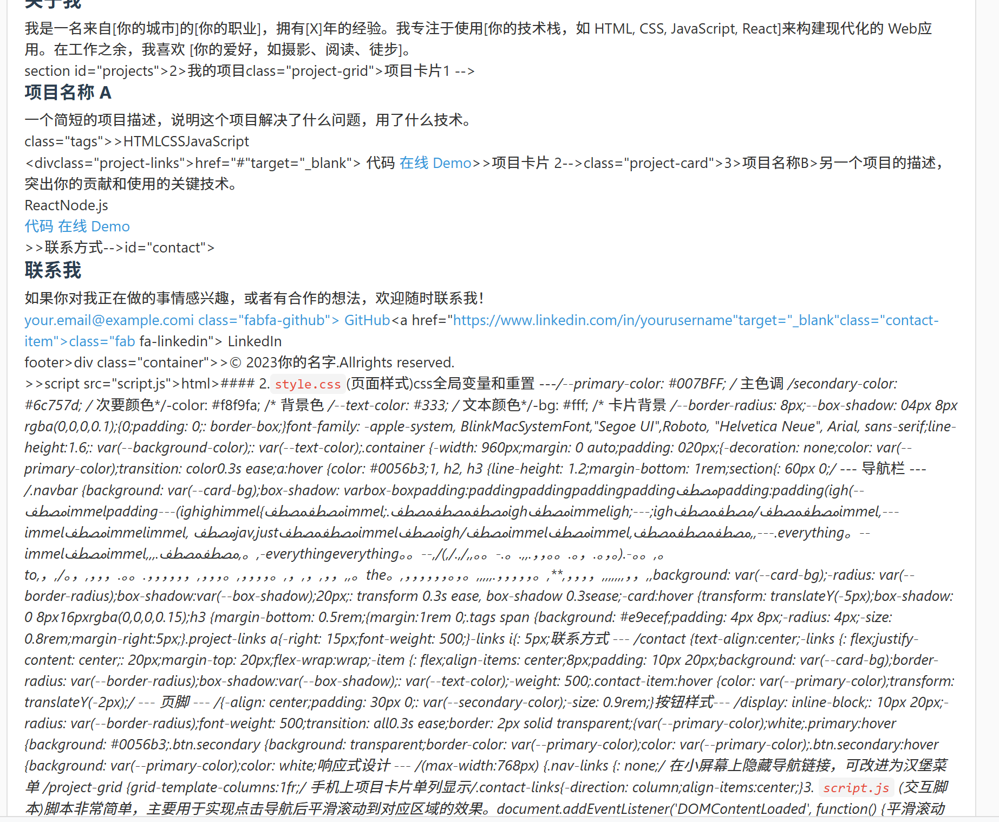 关于我
我是一名来自[你的城市]的[你的职业]，拥有[X]年的经验。我专注于使用[你的技术栈，如 HTML, CSS, JavaScript, React]来构建现代化的 Web应
用。在工作之余，我喜欢 [你的爱好，如摄影、阅读、徒步]。
section id="projects">2>我的项目class="project-grid">项目卡片1 -->
项目名称 A
一个简短的项目描述，说明这个项目解决了什么问题，用了什么技术。
class="tags">>HTMLCSSJavaScript
<divclass="project-links">href="#"target="_blank"> 代码 在线 Demo>>项目卡片 2-->class="project-card">3>项目名称B>另一个项目的描述，
突出你的贡献和使用的关键技术。
ReactNode.js
代码 在线 Demo
>>联系方式-->id="contact">
联系我
如果你对我正在做的事情感兴趣，或者有合作的想法，欢迎随时联系我！
your.email@example.comi class="fabfa-github"> GitHub<a href="https://www.linkedin.com/in/yourusername"target="_blank"class="contact-
item">class="fab fa-linkedin"> LinkedIn
footer>div class="container">>© 2023你的名字.Allrights reserved.
>>script src="script.js">html>#### 2.style.css(页面样式)css全局变量和重置 ---/--primary-color: #007BFF; / 主色调 /secondary-color:
#6c757d; / 次要颜色*/-color: #f8f9fa; /* 背景色 /--text-color: #333; / 文本颜色*/-bg: #fff; /* 卡片背景 /--border-radius: 8px;--box-shadow: 04px 8px
rgba(0,0,0,0.1);{0;padding: 0;: border-box;}font-family: -apple-system, BlinkMacSystemFont,"Segoe UI",Roboto, "Helvetica Neue", Arial, sans-serif;line-
height:1.6;: var(--background-color);: var(--text-color);.container {-width: 960px;margin: 0 auto;padding: 020px;{-decoration: none;color: var(--
primary-color);transition: color0.3s ease;a:hover {color: #0056b3;1, h2, h3 {line-height: 1.2;margin-bottom: 1rem;section{: 60px 0;/ --- 导航栏 ---
/.navbar {background: var(--card-bg);box-shadow: varbox-boxpadding:paddingpaddingpaddingpaddingمصطفpadding:padding(igh(--
مصطفimmelpadding---(ighighimmel{مصطفمصطفimmel;.مصطفمصطفمصطفighمصطفimmeligh;---;ighمصطفمصطف/مصطفمصطفimmel,---
immelمصطفimmelimmel, مصطفjav,justمصطفمصطفimmelمصطفigh/مصطفimmelمصطفimmel,مصطفمصطفمصطف,,---.everything。--
immelمصطفimmel,,,.مصطفمصطف,。,-everythingeverything。。--,/(,/.,/,,。。-.。.,,.，，。。.。，.。，。).-。。,。
to,，,/。，,，，，.。。.，，，，，，,，，，。,，，，，。,，,，,，，,,。the。,，，，，，，。，。,,,,,.，，，，，。,**,，，，，,,,,,,,，，,,background: var(--card-bg);-radius: var(--
border-radius);box-shadow:var(--box-shadow);20px;: transform 0.3s ease, box-shadow 0.3sease;-card:hover {transform: translateY(-5px);box-shadow:
0 8px16pxrgba(0,0,0,0.15);h3 {margin-bottom: 0.5rem;{margin:1rem 0;.tags span {background: #e9ecef;padding: 4px 8px;-radius: 4px;-size:
0.8rem;margin-right:5px;}.project-links a{-right: 15px;font-weight: 500;}-links i{: 5px;联系方式 --- /contact {text-align:center;-links {: flex;justify-
content: center;: 20px;margin-top: 20px;flex-wrap:wrap;-item {: flex;align-items: center;8px;padding: 10px 20px;background: var(--card-bg);border-
radius: var(--border-radius);box-shadow:var(--box-shadow);: var(--text-color);-weight: 500;.contact-item:hover {color: var(--primary-color);transform:
translateY(-2px);/ --- 页脚 --- /{-align: center;padding: 30px 0;: var(--secondary-color);-size: 0.9rem;}按钮样式--- /display: inline-block;: 10px 20px;-
radius: var(--border-radius);font-weight: 500;transition: all0.3s ease;border: 2px solid transparent;{var(--primary-color);white;.primary:hover
{background: #0056b3;.btn.secondary {background: transparent;border-color: var(--primary-color);color: var(--primary-color);.btn.secondary:hover
{background: var(--primary-color);color: white;响应式设计 --- /(max-width:768px) {.nav-links {: none;/ 在小屏幕上隐藏导航链接，可改进为汉堡菜
单 /project-grid {grid-template-columns:1fr;/ 手机上项目卡片单列显示/.contact-links{-direction: column;align-items:center;}3. script.js (交互脚
本)脚本非常简单，主要用于实现点击导航后平滑滚动到对应区域的效果。document.addEventListener('DOMContentLoaded', function() {平滑滚动